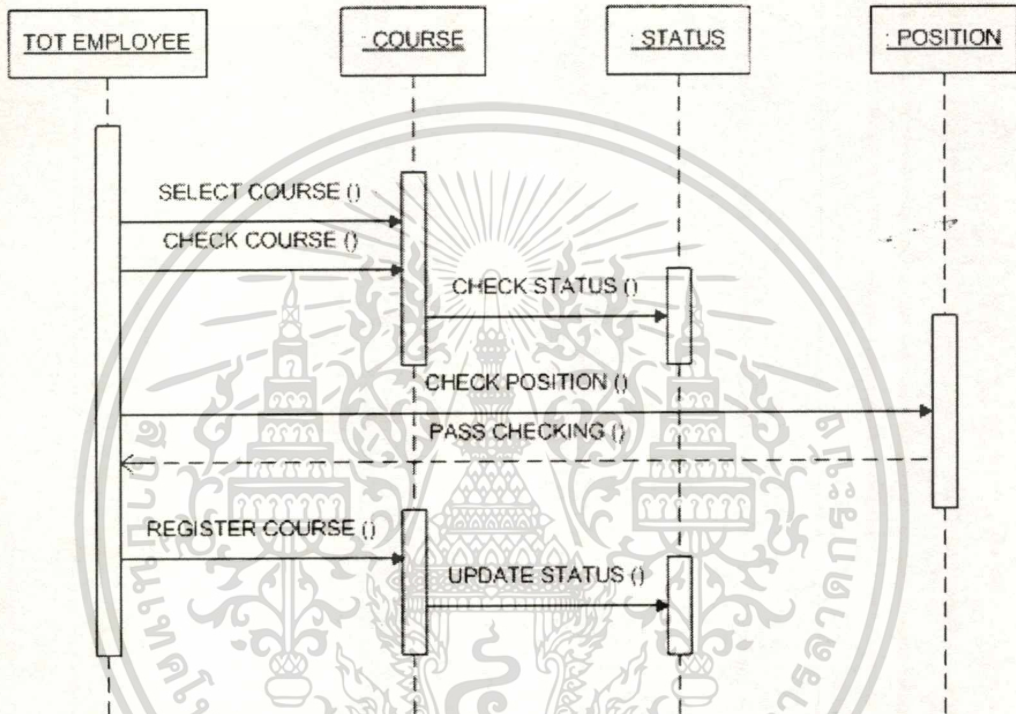 TOT EMPLOYEE
: COURSE
: STATUS
: POSITION
SELECT COURSE ()
CHECK COURSE ()
CHECK STATUS ()
CHECK POSITION ()
PASS CHECKING ()
REGISTER COURSE ()
UPDATE STATUS ()